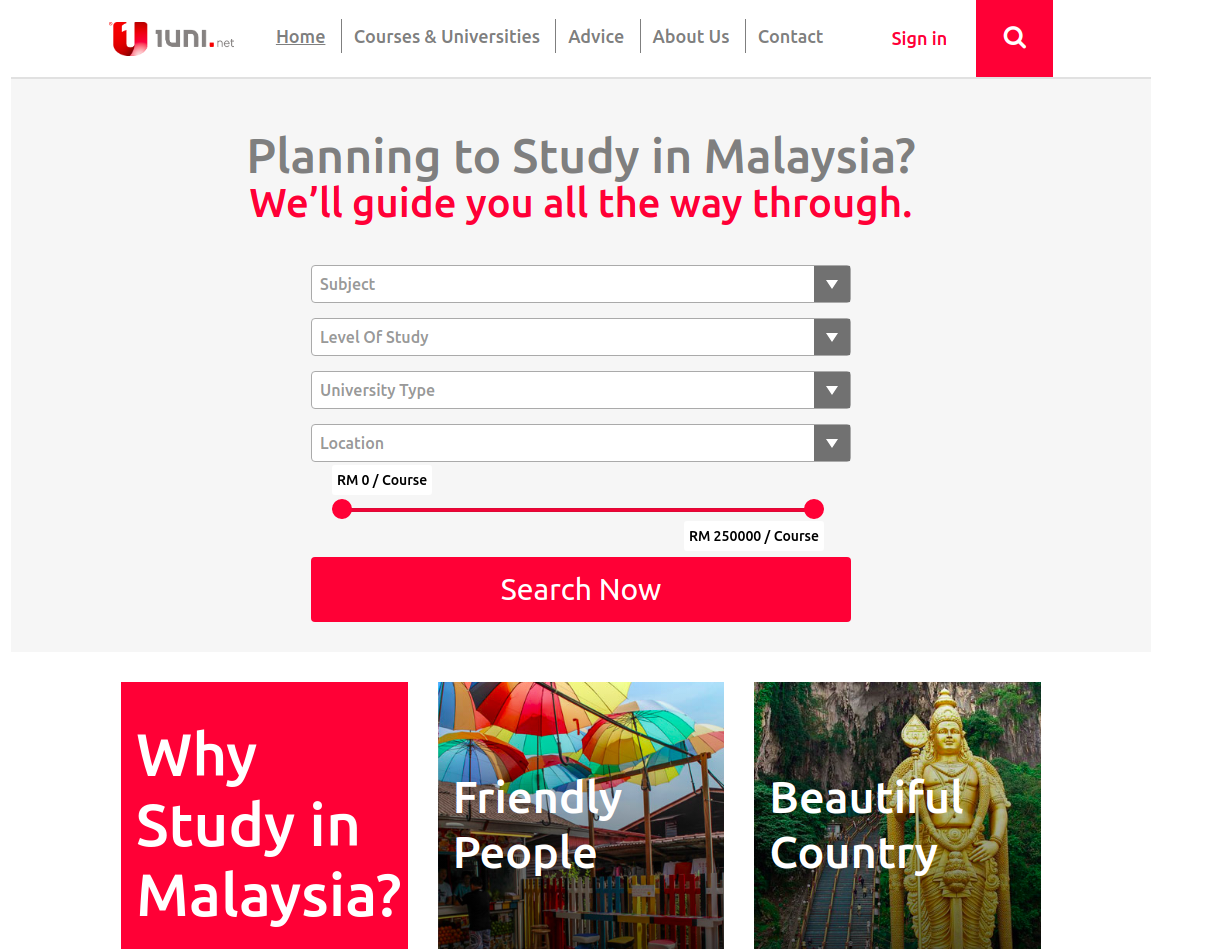 1UNI.net
Home
Courses & Universities
Advice
About Us
Contact
Sign in
Planning to Study in Malaysia?
We’ll guide you all the way through.
Subject
Level Of Study
University Type
Location
RM 0 / Course
RM 250000 / Course
Search Now
Why
Study in
Malaysia?
Friendly
People
Beautiful
Country